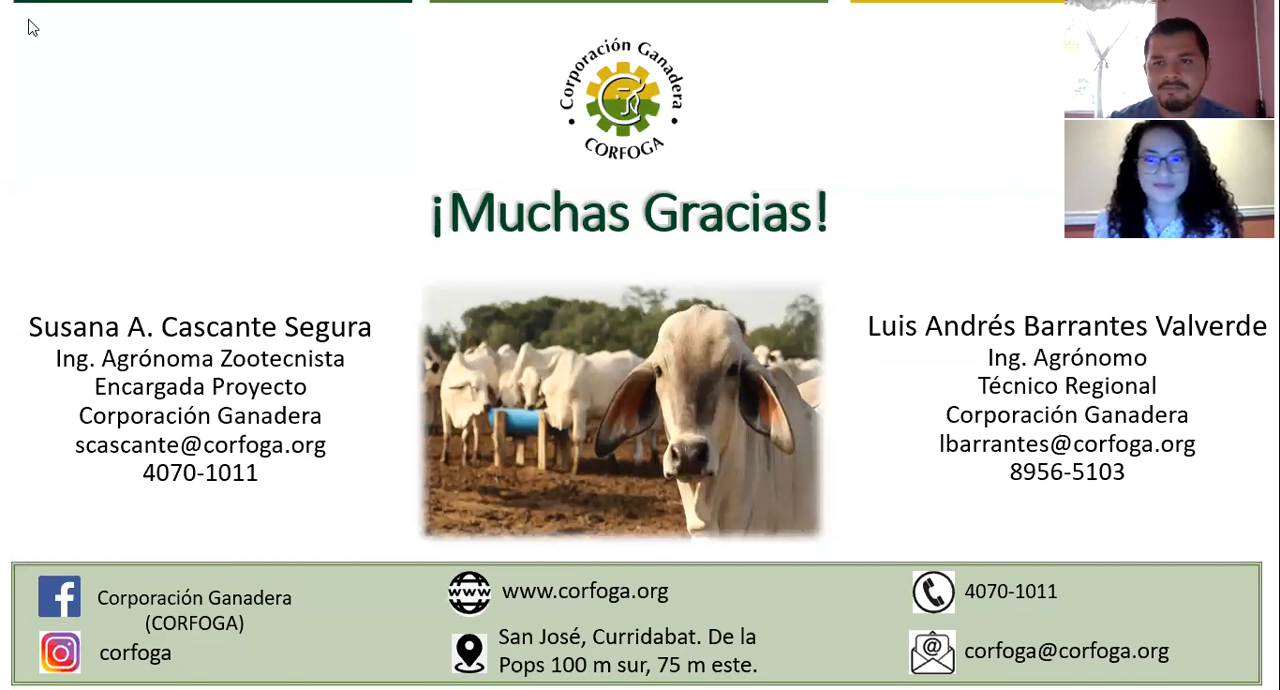 Corporación Ganadera
CORFOGA
¡Muchas Gracias!
Susana A. Cascante Segura
Ing. Agrónoma Zootecnista
Encargada Proyecto
Corporación Ganadera
scascante@corfoga.org
4070-1011
Luis Andrés Barrantes Valverde
Ing. Agrónomo
Técnico Regional
Corporación Ganadera
lbarrantes@corfoga.org
8956-5103
Corporación Ganadera
(CORFOGA)
corfoga
www
www.corfoga.org
San José, Curridabat. De la
Pops 100 m sur, 75 m este.
4070-1011
@
corfoga@corfoga.org